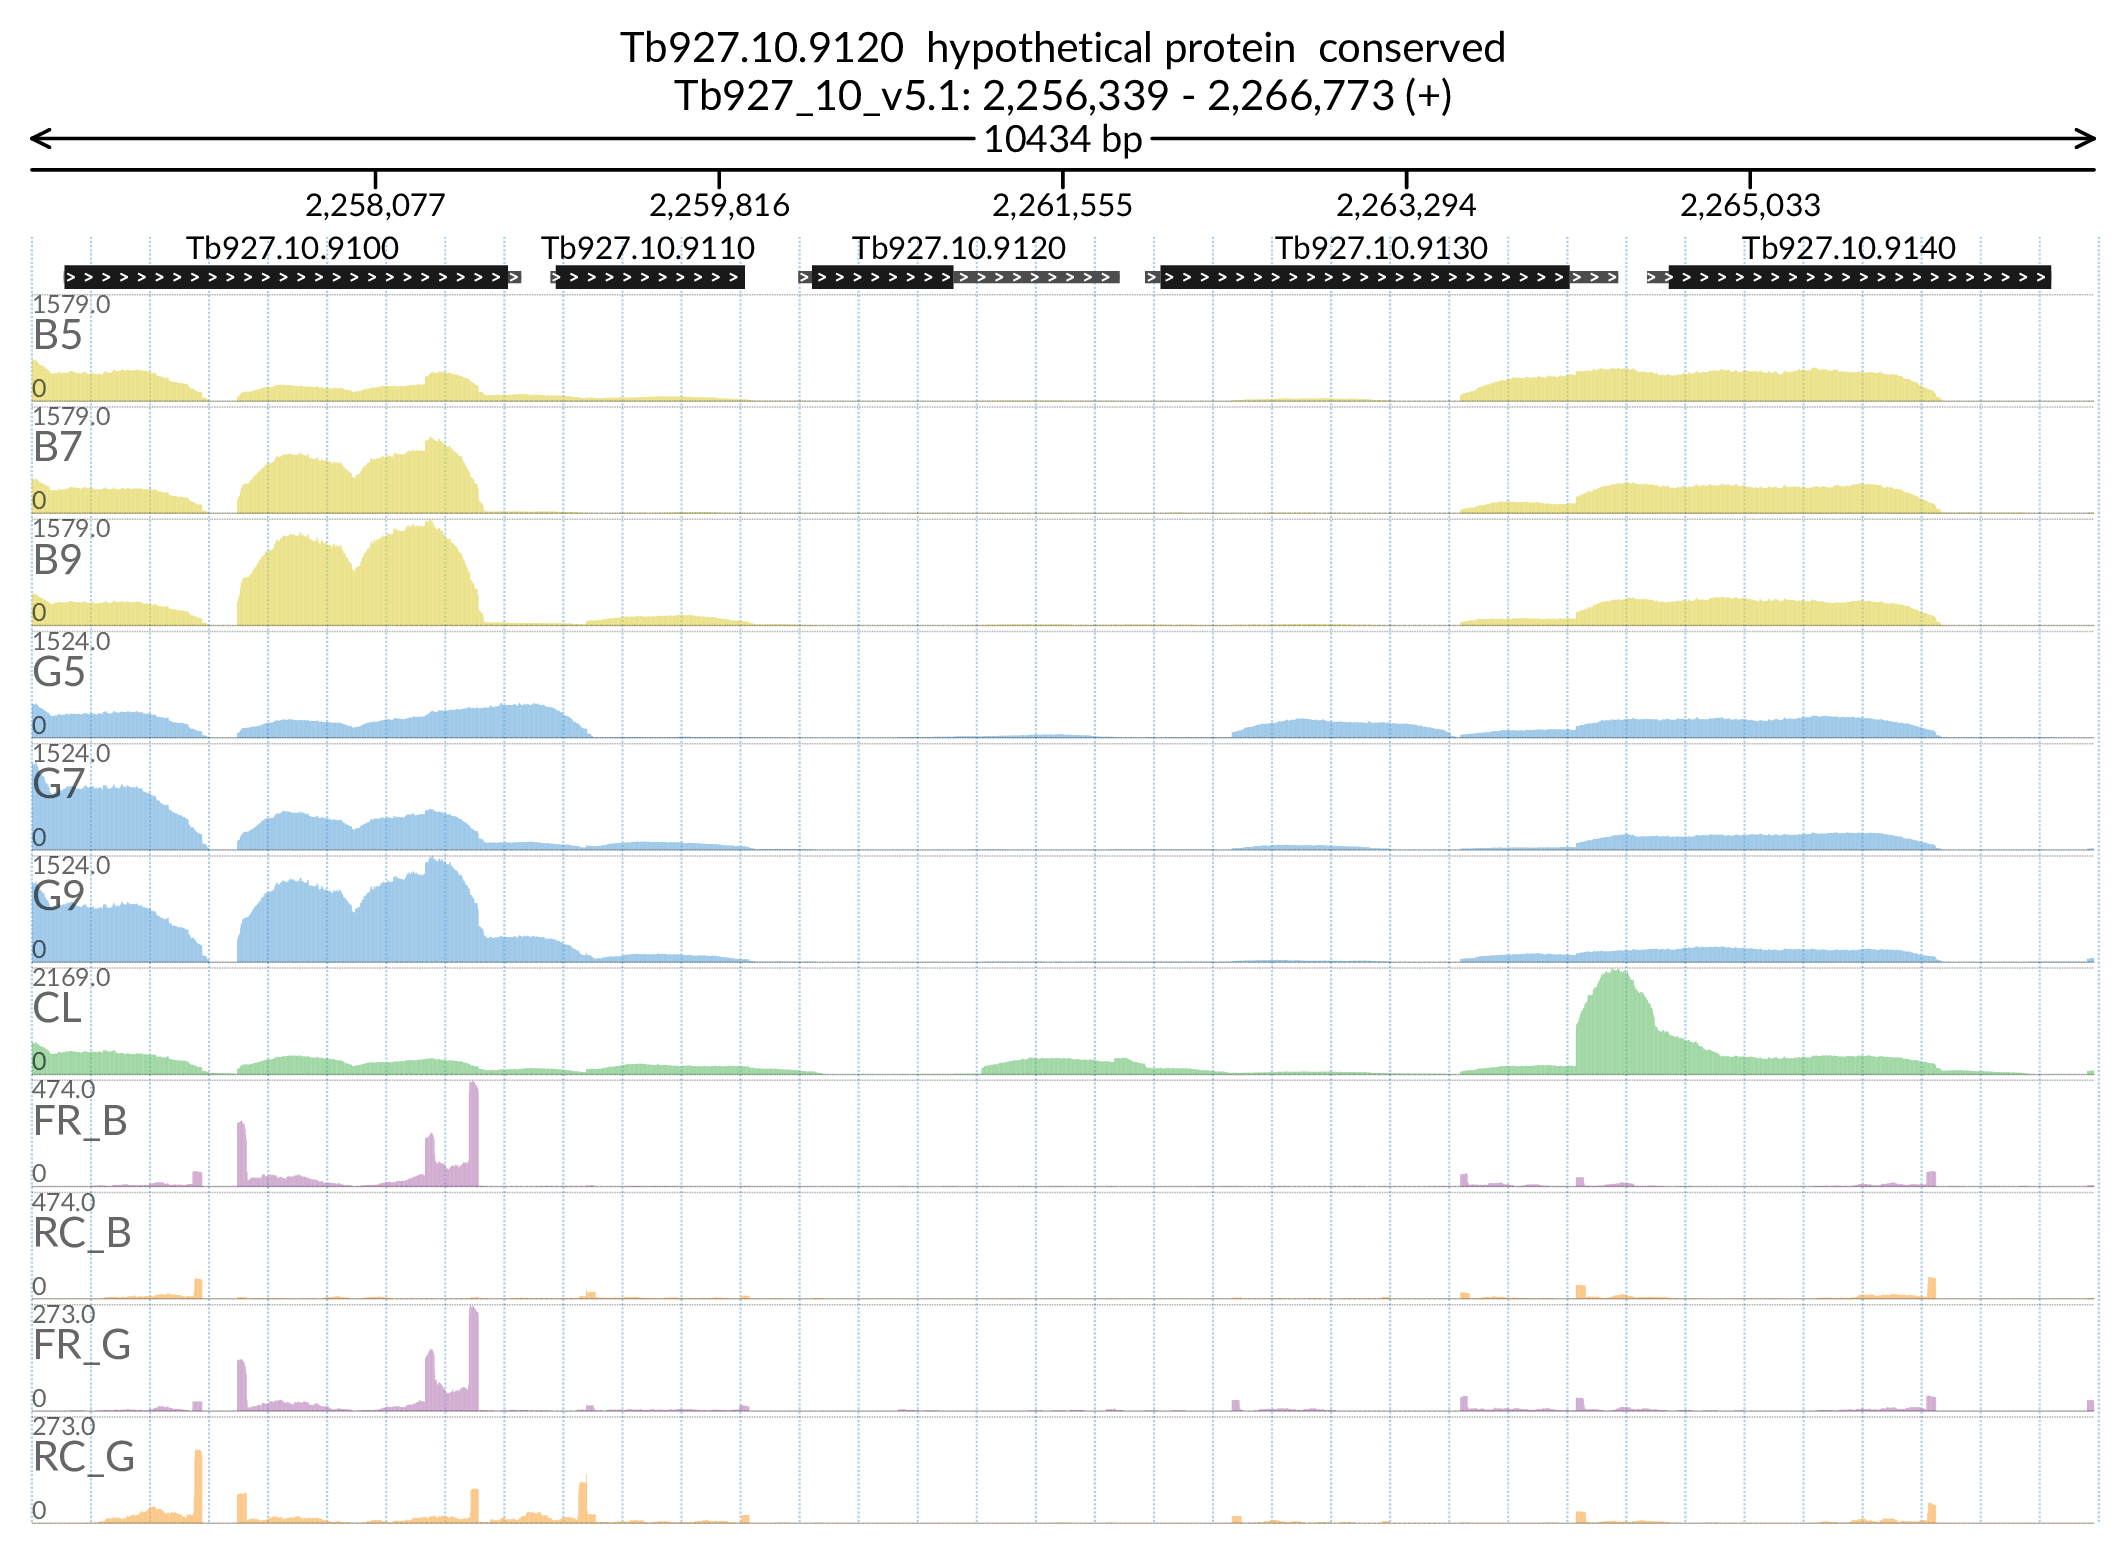 Tb927.10.9120  hypothetical protein  conserved
Tb927_10_v5.1: 2,256,339 - 2,266,773 (+)
10434 bp
2,258,077 2,259,816 2,261,555 2,263,294 2,265,033
Tb927.10.9100 Tb927.10.9110 Tb927.10.9120 Tb927.10.9130 Tb927.10.9140
1579.0
B5
0
1579.0
B7
0
1579.0
B9
0
1524.0
G5
0
1524.0
G7
0
1524.0
G9
0
2169.0
CL
0
474.0
FR_B
0
474.0
RC_B
0
273.0
FR_G
0
273.0
RC_G
0